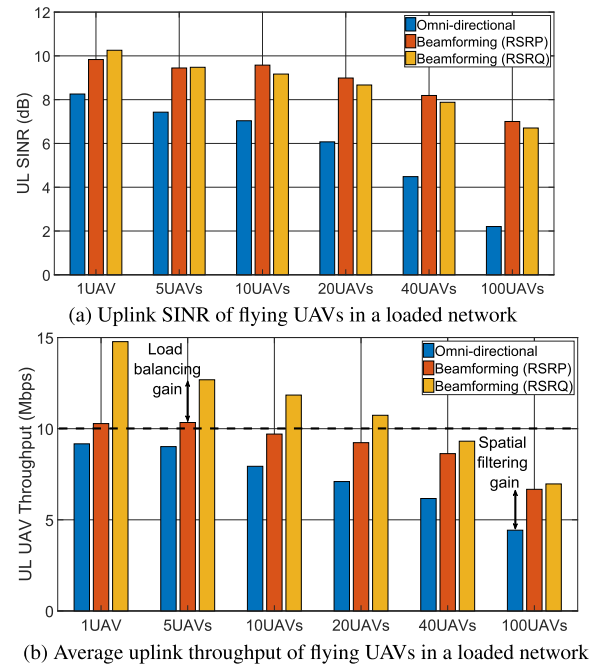 12
10
8
6
4
2
0
UL SINR (dB)
Omni-directional
Beamforming (RSRP)
Beamforming (RSRQ)
1UAV 5UAVs 10UAVs 20UAVs 40UAVs 100UAVs
(a) Uplink SINR of flying UAVs in a loaded network
15
10
5
0
UL UAV Throughput (Mbps)
Load
balancing
gain
Omni-directional
Beamforming (RSRP)
Beamforming (RSRQ)
Spatial
filtering
gain
1UAV 5UAVs 10UAVs 20UAVs 40UAVs 100UAVs
(b) Average uplink throughput of flying UAVs in a loaded network